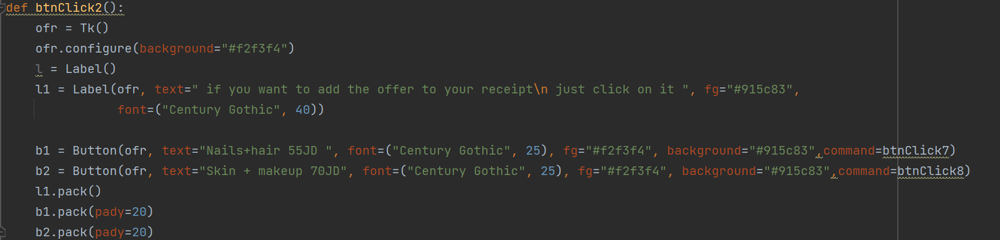 def btnClick2():
    ofr = Tk()
    ofr.configure(background="#f2f3f4")
    l = Label()
    l1 = Label(ofr, text=" if you want to add the offer to your receipt\n just click on it ", fg="#915c83",
               font=("Century Gothic", 40))
    b1 = Button(ofr, text="Nails+hair 55JD ", font=("Century Gothic", 25), fg="#f2f3f4", background="#915c83",command=btnClick7)
    b2 = Button(ofr, text="Skin + makeup 70JD", font=("Century Gothic", 25), fg="#f2f3f4", background="#915c83",command=btnClick8)
    l1.pack()
    b1.pack(pady=20)
    b2.pack(pady=20)